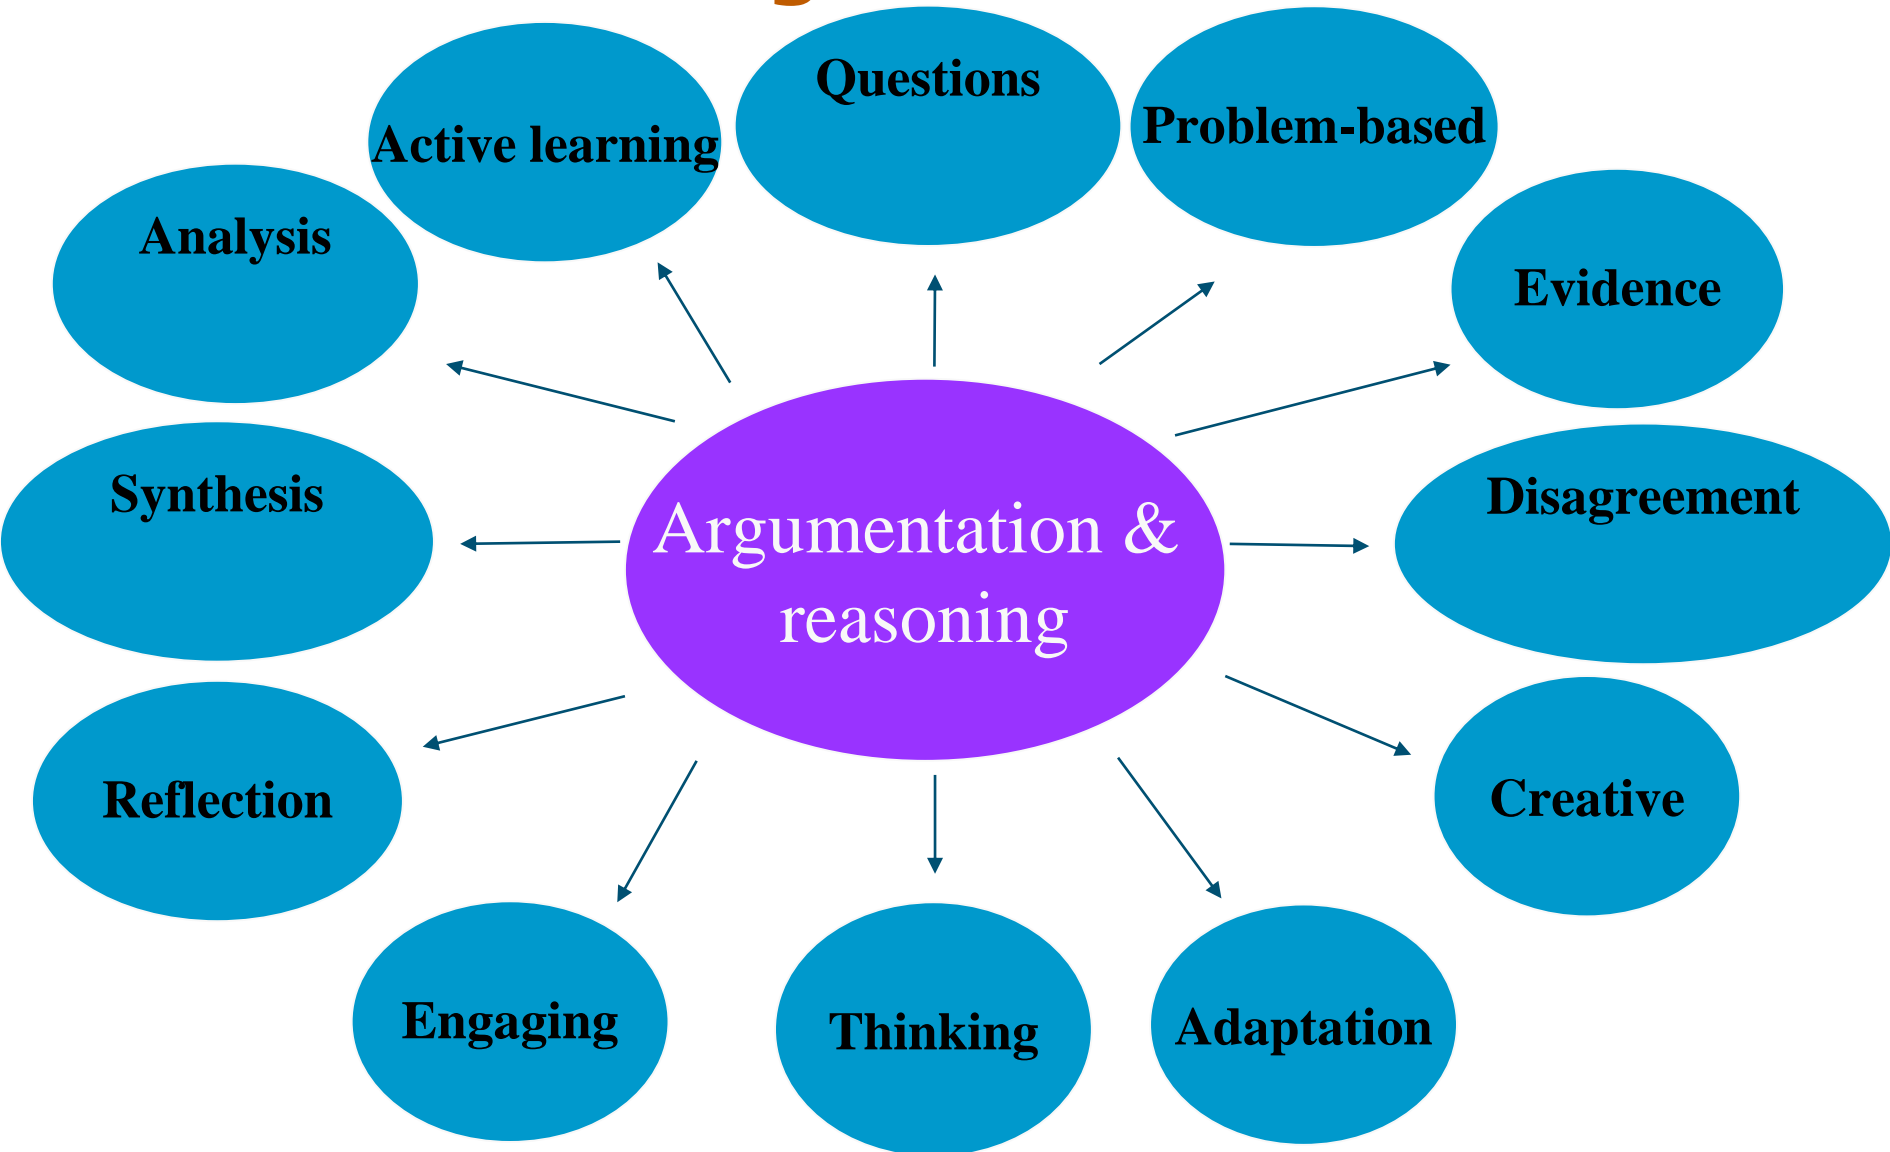 Questions
Problem-based
Active learning
Analysis
Evidence
Synthesis
Disagreement
Argumentation &
reasoning
Reflection
Creative
Engaging
Thinking
Adaptation